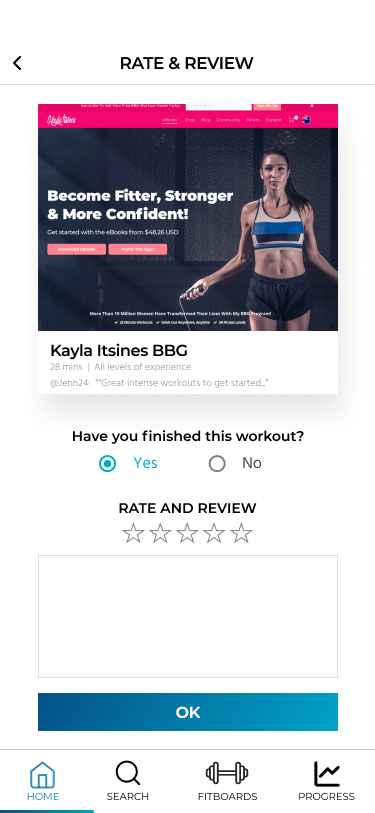 RATE & REVIEW
Subscribe To Get Your Free BBG Workout Guide Today
Sign Me Up
Kayla Itsines
eBooks Shop Blog Community Forum Support
Become Fitter, Stronger
& More Confident!
Get started with the eBooks from $48.26 USD
Download eBooks
Prefer The App?
More Than 10 Million Women Have Transformed Their Lives With My BBG Program!
✓ 28 Minute Workouts ✓ Work Out Anywhere, Anytime ✓ All Fitness Levels
Kayla Itsines BBG
28 mins | All levels of experience
@Jenn24: ““Great intense workouts to get started..”
Have you finished this workout?
Yes No
RATE AND REVIEW
OK
HOME SEARCH FITBOARDS PROGRESS